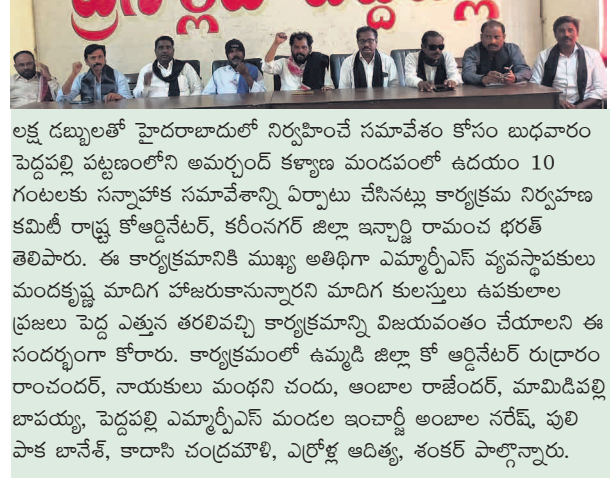 ప్రెస్ క్లబ్ పెద్దపల్లి
లక్ష డబ్బులతో హైదరాబాదులో నిర్వహించే సమావేశం కోసం బుధవారం
పెద్దపల్లి పట్టణంలోని అమర్చంద్ కళ్యాణ మండపంలో ఉదయం 10
గంటలకు సన్నాహాక సమావేశాన్ని ఏర్పాటు చేసినట్లు కార్యక్రమ నిర్వహణ
కమిటీ రాష్ట్ర కోఆర్డినేటర్, కరీంనగర్ జిల్లా ఇన్చార్జి రామంచ భరత్
తెలిపారు. ఈ కార్యక్రమానికి ముఖ్య అతిథిగా ఎమ్మార్పీఎస్ వ్యవస్థాపకులు
మందకృష్ణ మాదిగ హాజరుకానున్నారని మాదిగ కులస్తులు ఉపకులాల
ప్రజలు పెద్ద ఎత్తున తరలివచ్చి కార్యక్రమాన్ని విజయవంతం చేయాలని ఈ
సందర్భంగా కోరారు. కార్యక్రమంలో ఉమ్మడి జిల్లా కో ఆర్డినేటర్ రుద్రారం
రాంచందర్, నాయకులు మంథని చందు, ఆంబాల రాజేందర్, మామిడిపల్లి
బాపయ్య, పెద్దపల్లి ఎమ్మార్పీఎస్ మండల ఇంచార్జీ అంబాల నరేష్, పులి
పాక బానేశ్, కాదాసి చంద్రమౌళి, ఎర్రోళ్ల ఆదిత్య, శంకర్ పాల్గొన్నారు.